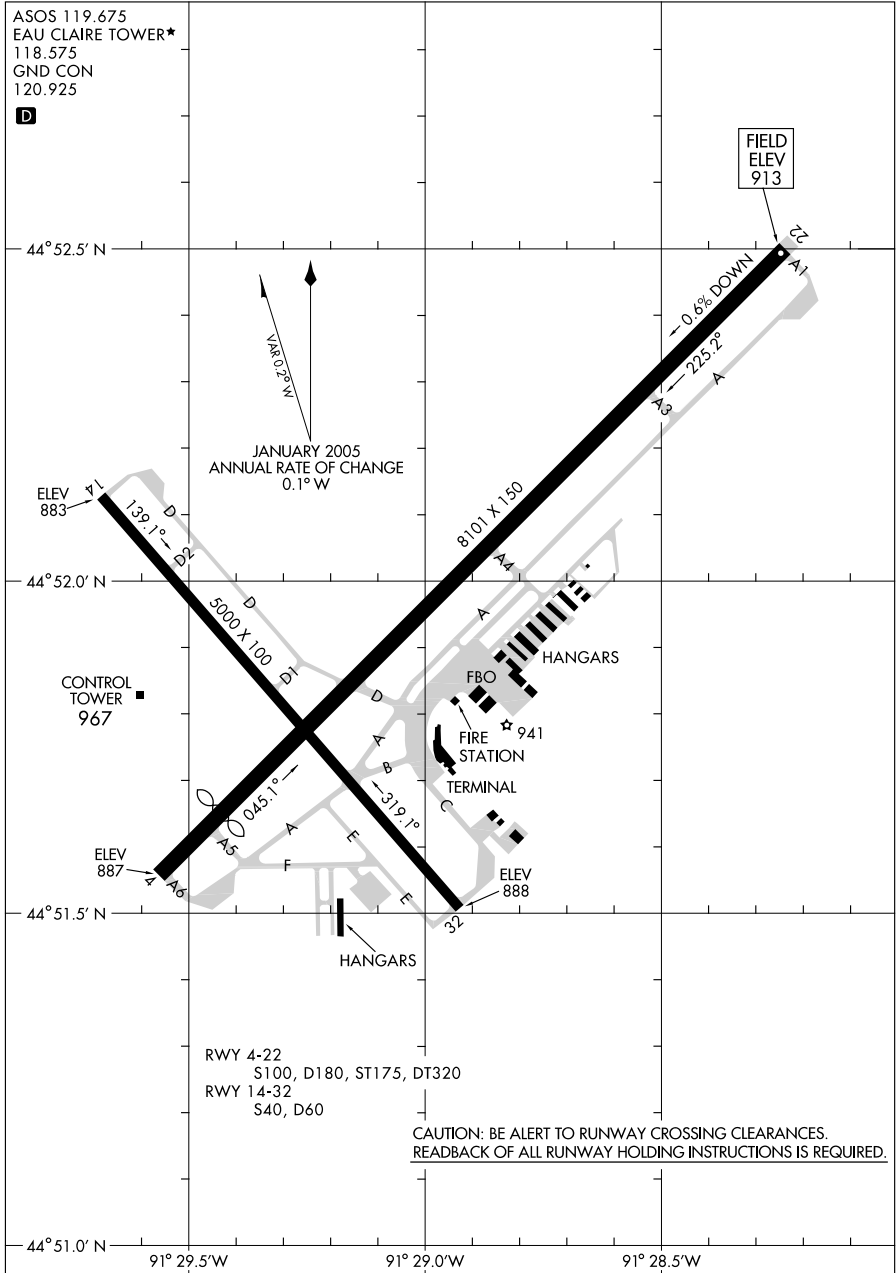 ASOS 119.675
EAU CLAIRE TOWER★
118.575
GND CON
120.925
D
FIELD
ELEV
913
44°52.5' N
22
A1
0.6% DOWN
225.2°
A
A3
VAR 0.2° W
JANUARY 2005
ANNUAL RATE OF CHANGE
0.1° W
ELEV
883
14
139.1°
D
D2
8101 X 150
A4
44°52.0' N
D
5000 X 100
A
HANGARS
D1
FBO
CONTROL
TOWER
967
D
FIRE
STATION
941
A
B
TERMINAL
045.1°
319.1°
C
A5
A
E
F
ELEV
887
4
A6
E
ELEV
888
44°51.5' N
32
HANGARS
RWY 4-22
S100, D180, ST175, DT320
RWY 14-32
S40, D60
CAUTION: BE ALERT TO RUNWAY CROSSING CLEARANCES.
READBACK OF ALL RUNWAY HOLDING INSTRUCTIONS IS REQUIRED.
44°51.0' N
91°29.5'W
91°29.0'W
91°28.5'W